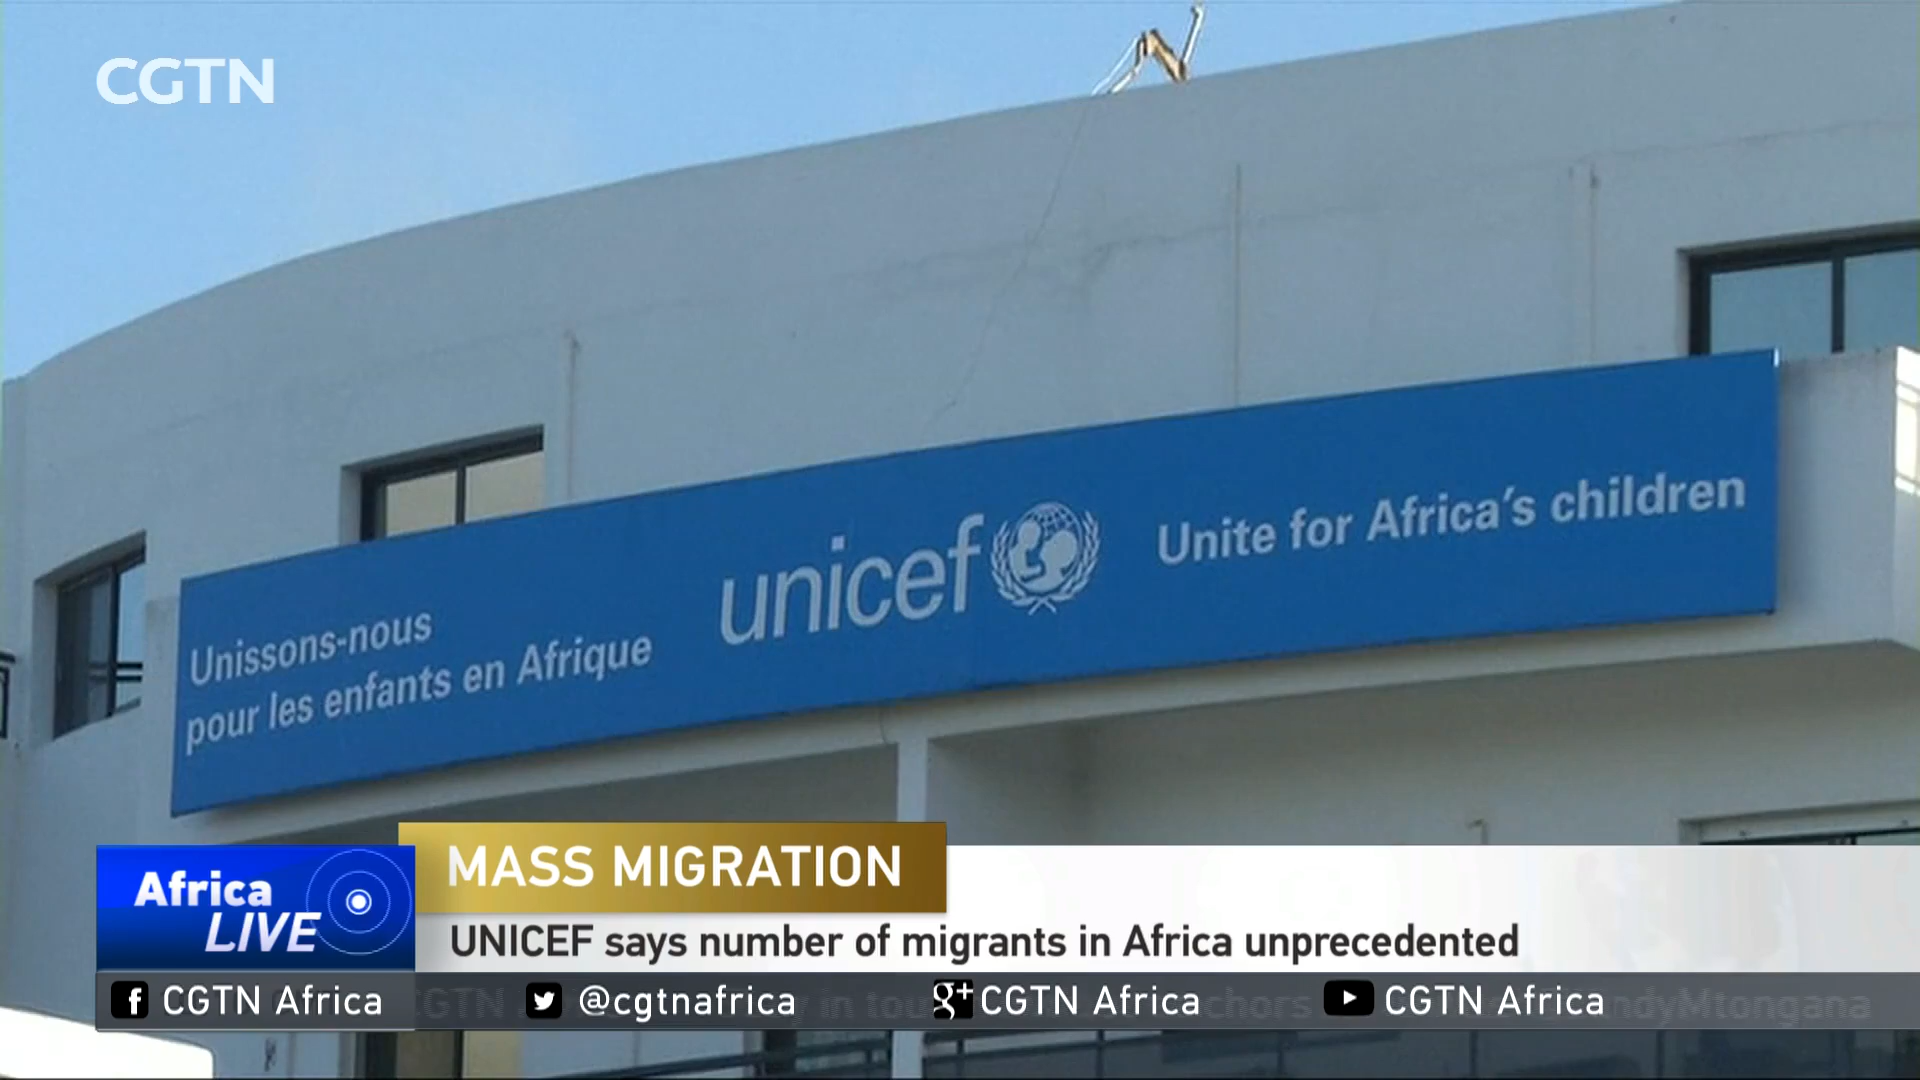 CGTN
Unissons-nous
pour les enfants en Afrique
unicef
Unite for Africa's children
MASS MIGRATION
Africa
LIVE
UNICEF says number of migrants in Africa unprecedented
CGTN Africa
@cgtnafrica
CGTN Africa
CGTN Africa